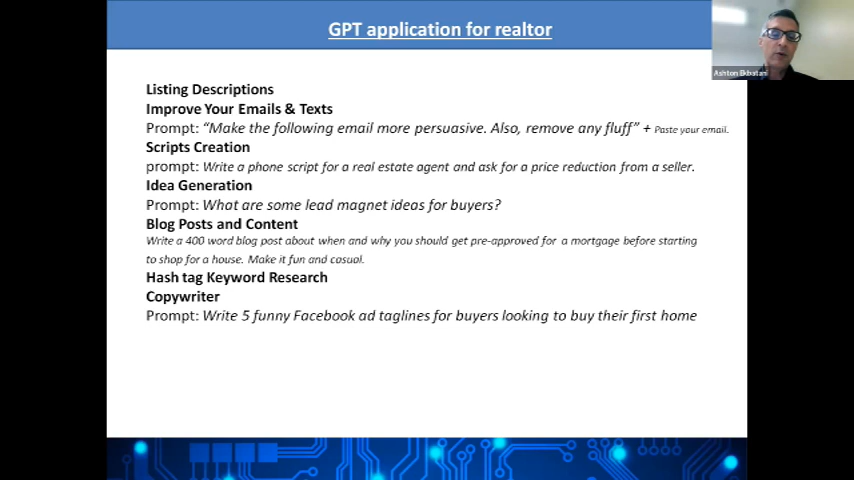 GPT application for realtor
Ashton Ekbatani
Listing Descriptions
Improve Your Emails & Texts
Prompt: “Make the following email more persuasive. Also, remove any fluff” + Paste your email.
Scripts Creation
prompt: Write a phone script for a real estate agent and ask for a price reduction from a seller.
Idea Generation
Prompt: What are some lead magnet ideas for buyers?
Blog Posts and Content
Write a 400 word blog post about when and why you should get pre-approved for a mortgage before starting
to shop for a house. Make it fun and casual.
Hash tag Keyword Research
Copywriter
Prompt: Write 5 funny Facebook ad taglines for buyers looking to buy their first home